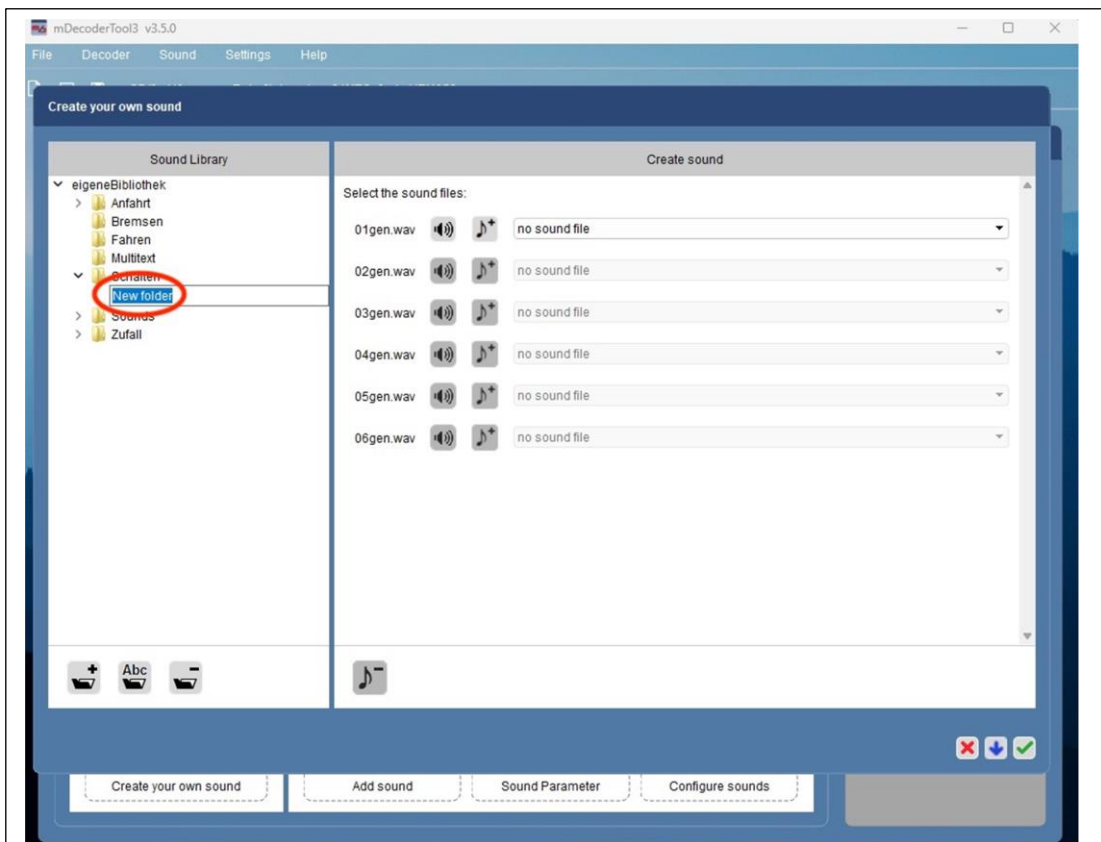 mDecoderTool3 v3.5.0
File Decoder Sound Settings Help
Create your own sound
Sound Library
Create sound
eigeneBibliothek
Anfahrt
Bremsen
Fahren
Multitext
Schalten
New folder
Sounds
Zufall
Select the sound files:
01gen.wav no sound file
02gen.wav no sound file
03gen.wav no sound file
04gen.wav no sound file
05gen.wav no sound file
06gen.wav no sound file
Abc
Create your own sound
Add sound
Sound Parameter
Configure sounds